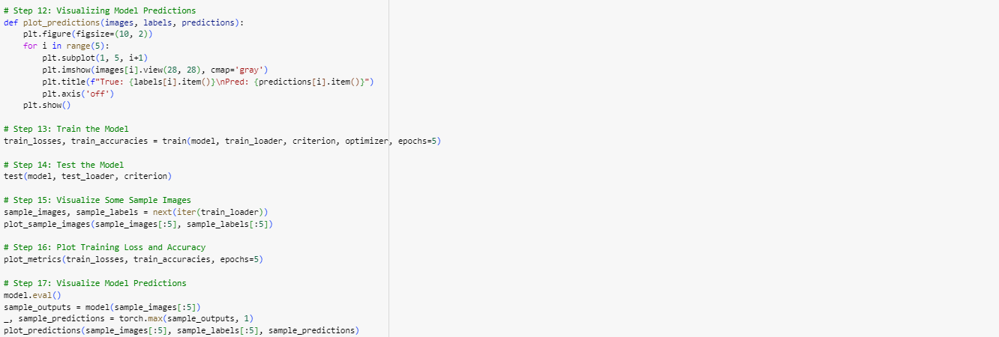 # Step 12: Visualizing Model Predictions
def plot_predictions(images, labels, predictions):
    plt.figure(figsize=(10, 2))
    for i in range(5):
        plt.subplot(1, 5, i+1)
        plt.imshow(images[i].view(28, 28), cmap='gray')
        plt.title(f"True: {labels[i].item()}\nPred: {predictions[i].item()}")
        plt.axis('off')
    plt.show()

# Step 13: Train the Model
train_losses, train_accuracies = train(model, train_loader, criterion, optimizer, epochs=5)

# Step 14: Test the Model
test(model, test_loader, criterion)

# Step 15: Visualize Some Sample Images
sample_images, sample_labels = next(iter(train_loader))
plot_sample_images(sample_images[:5], sample_labels[:5])

# Step 16: Plot Training Loss and Accuracy
plot_metrics(train_losses, train_accuracies, epochs=5)

# Step 17: Visualize Model Predictions
model.eval()
sample_outputs = model(sample_images[:5])
_, sample_predictions = torch.max(sample_outputs, 1)
plot_predictions(sample_images[:5], sample_labels[:5], sample_predictions)